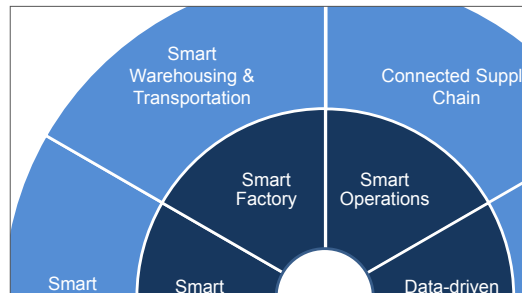 Smart
Warehousing &
Transportation
Connected Suppl
Chain
Smart
Factory
Smart
Operations
Smart
Smart
Data-driven